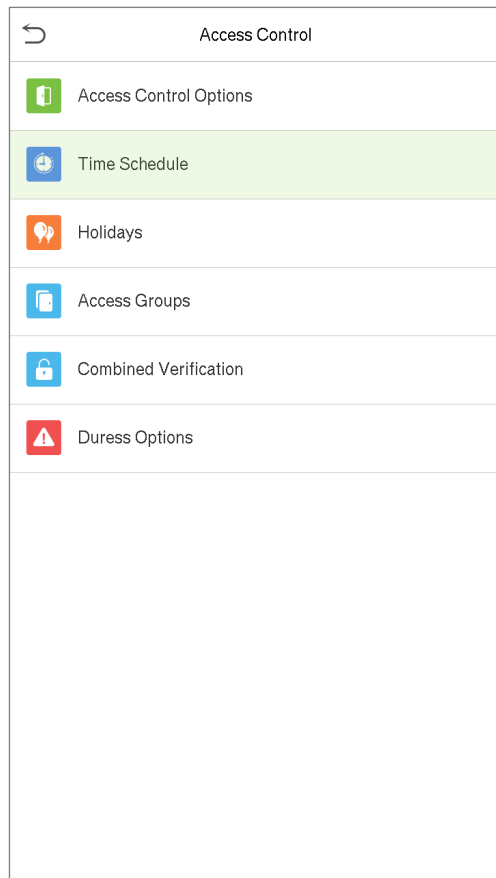 Access Control
Access Control Options
Time Schedule
Holidays
Access Groups
Combined Verification
Duress Options